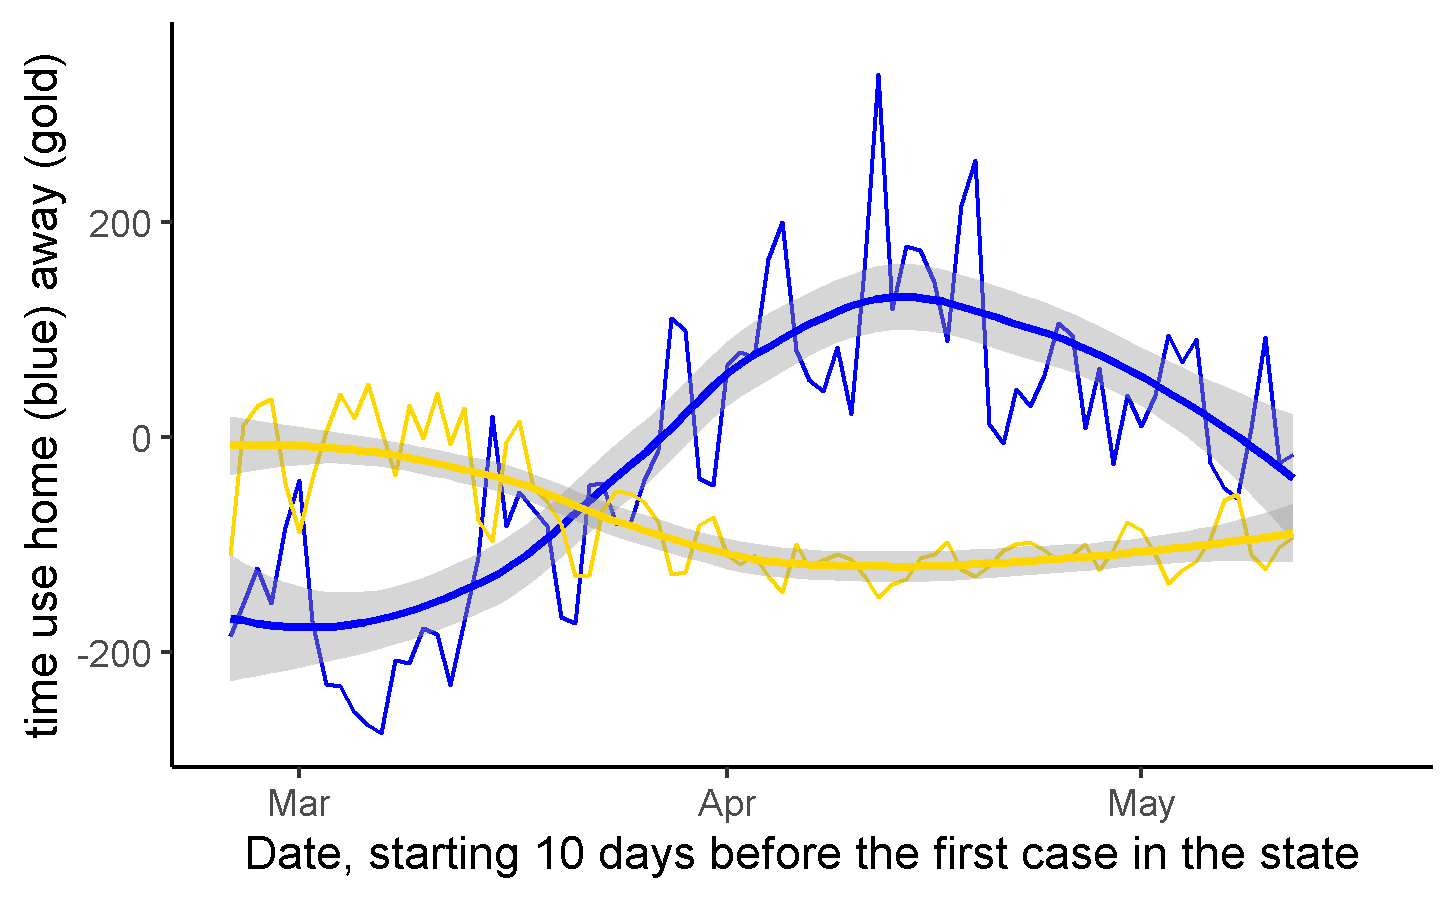 time use home (blue) away (gold)
200
0
-200
Mar Apr May
Date, starting 10 days before the first case in the state